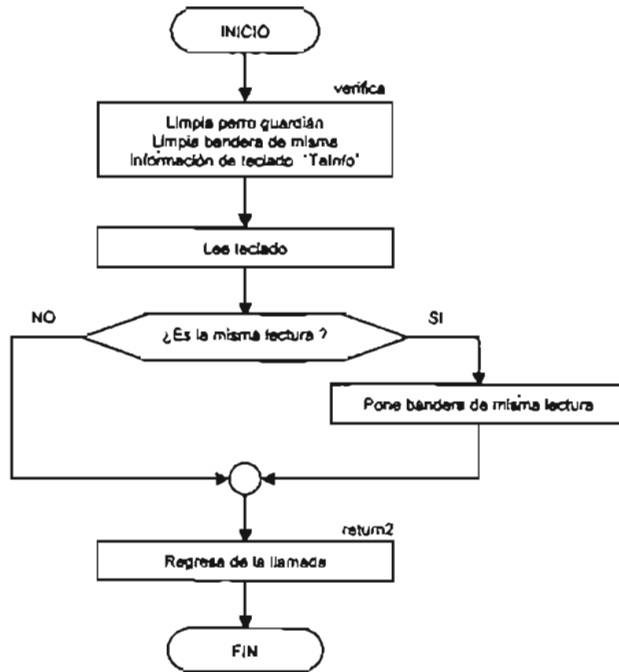 INICIO
verifica
Limpia perro guardián
Limpia bandera de misma
Información de teclado "TeInfo"
Lee teclado
NO
¿Es la misma lectura ?
SI
Pone bandera de misma lectura
return2
Regresa de la llamada
FIN